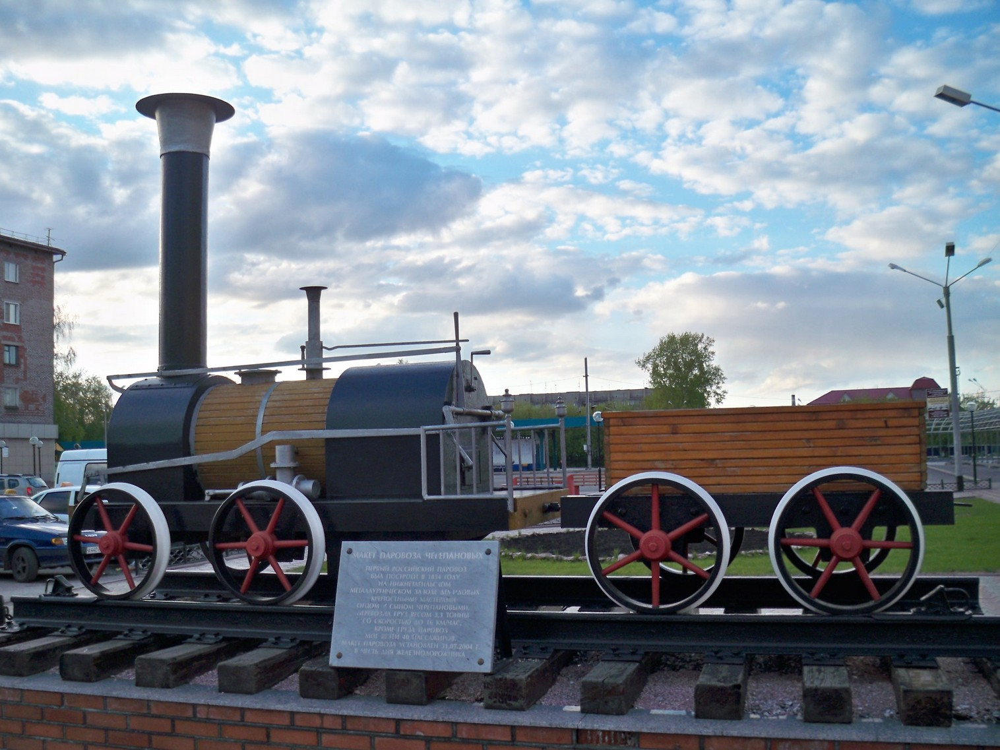 МАКЕТ ПАРОВОЗА ЧЕРЕПАНОВЫХ
ПЕРВЫЙ РОССИЙСКИЙ ПАРОВОЗ
БЫЛ ПОСТРОЕН В 1834 ГОДУ
НА НИЖНЕТАГИЛЬСКОМ
МЕТАЛЛУРГИЧЕСКОМ ЗАВОДЕ ДЕМИДОВЫХ
КРЕПОСТНЫМИ МАСТЕРАМИ
ОТЦОМ И СЫНОМ ЧЕРЕПАНОВЫМИ.
ПЕРЕВОЗИЛ ГРУЗ ВЕСОМ 3,3 ТОННЫ
СО СКОРОСТЬЮ ДО 16 КМ/ЧАС.
КРОМЕ ГРУЗА ПАРОВОЗ
МОГ ВЕЗТИ 40 ПАССАЖИРОВ.
МАКЕТ ПАРОВОЗА УСТАНОВЛЕН 31.07.2004 г.
В ЧЕСТЬ ДНЯ ЖЕЛЕЗНОДОРОЖНИКА